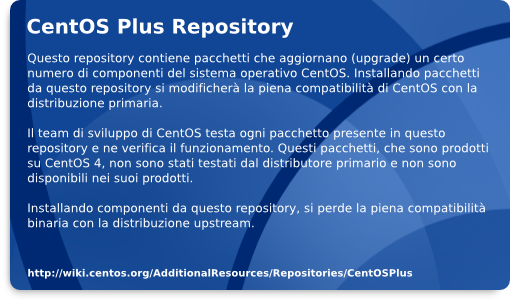 CentOS Plus Repository
Questo repository contiene pacchetti che aggiornano (upgrade) un certo
numero di componenti del sistema operativo CentOS. Installando pacchetti
da questo repository si modificherà la piena compatibilità di CentOS con la
distribuzione primaria.
Il team di sviluppo di CentOS testa ogni pacchetto presente in questo
repository e ne verifica il funzionamento. Questi pacchetti, che sono prodotti
su CentOS 4, non sono stati testati dal distributore primario e non sono
disponibili nei suoi prodotti.
Installando componenti da questo repository, si perde la piena compatibilità
binaria con la distribuzione upstream.
http://wiki.centos.org/AdditionalResources/Repositories/CentOSPlus